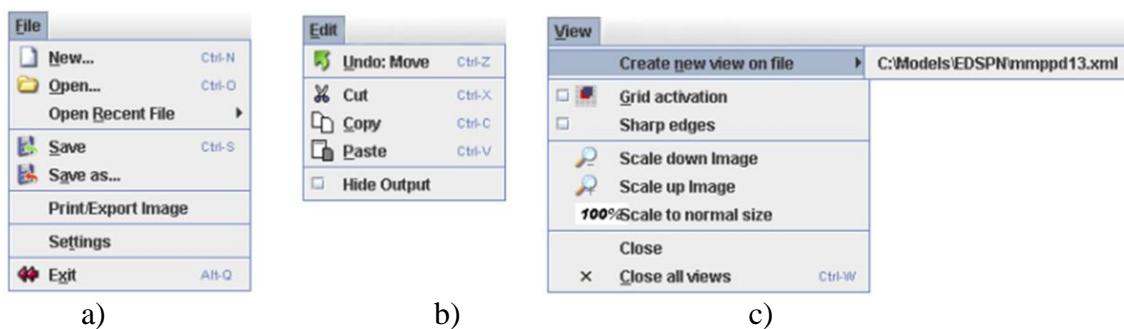 File
New... Ctrl-N
Open... Ctrl-O
Open Recent File
Save Ctrl-S
Save as...
Print/Export Image
Settings
Exit Alt-Q
a)
Edit
Undo: Move Ctrl-Z
Cut Ctrl-X
Copy Ctrl-C
Paste Ctrl-V
Hide Output
b)
View
Create new view on file C:\Models\EDSPN\mmppd13.xml
Grid activation
Sharp edges
Scale down Image
Scale up Image
100% Scale to normal size
Close
Close all views Ctrl-W
c)